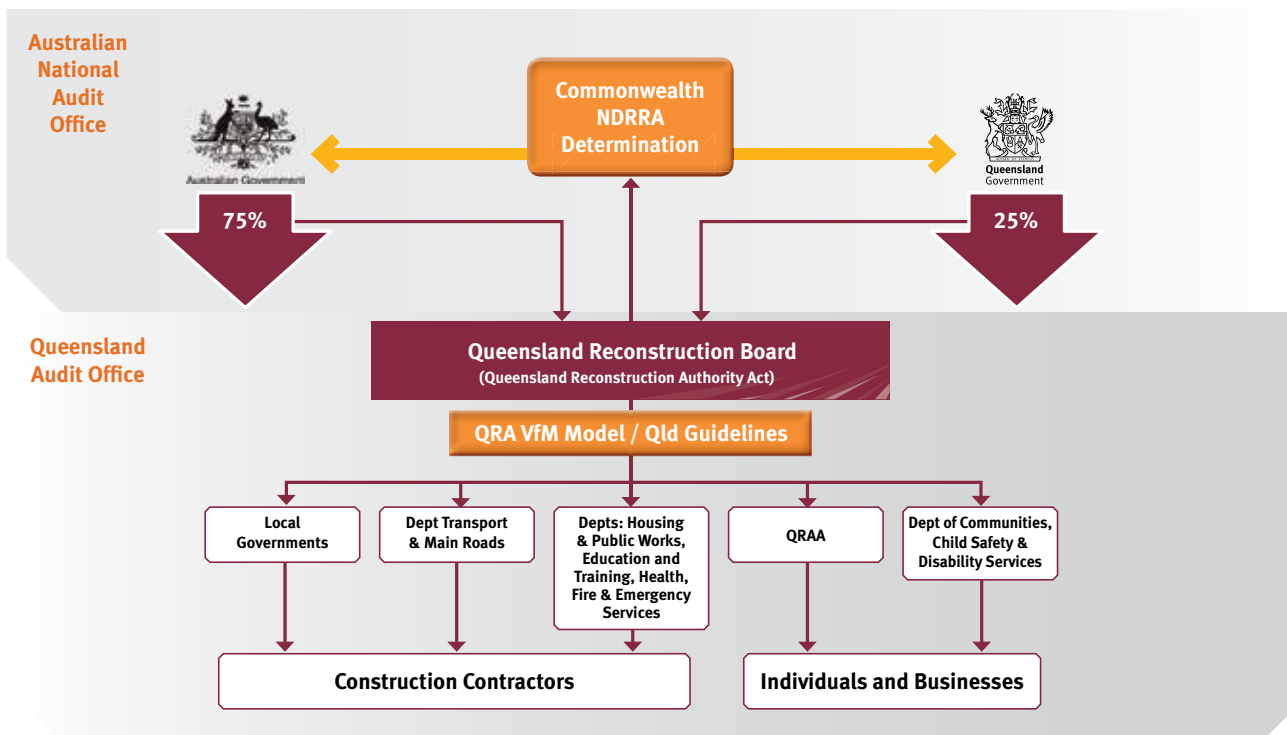 Australian
National
Audit
Office
Commonwealth
NDRRA
Determination
Australian Government
Queensland
Government
75%
25%
Queensland
Audit Office
Queensland Reconstruction Board
(Queensland Reconstruction Authority Act)
QRA VfM Model / Qld Guidelines
Local
Governments
Dept Transport
& Main Roads
Depts: Housing
& Public Works,
Education and
Training, Health,
Fire & Emergency
Services
QRAA
Dept of Communities,
Child Safety &
Disability Services
Construction Contractors
Individuals and Businesses